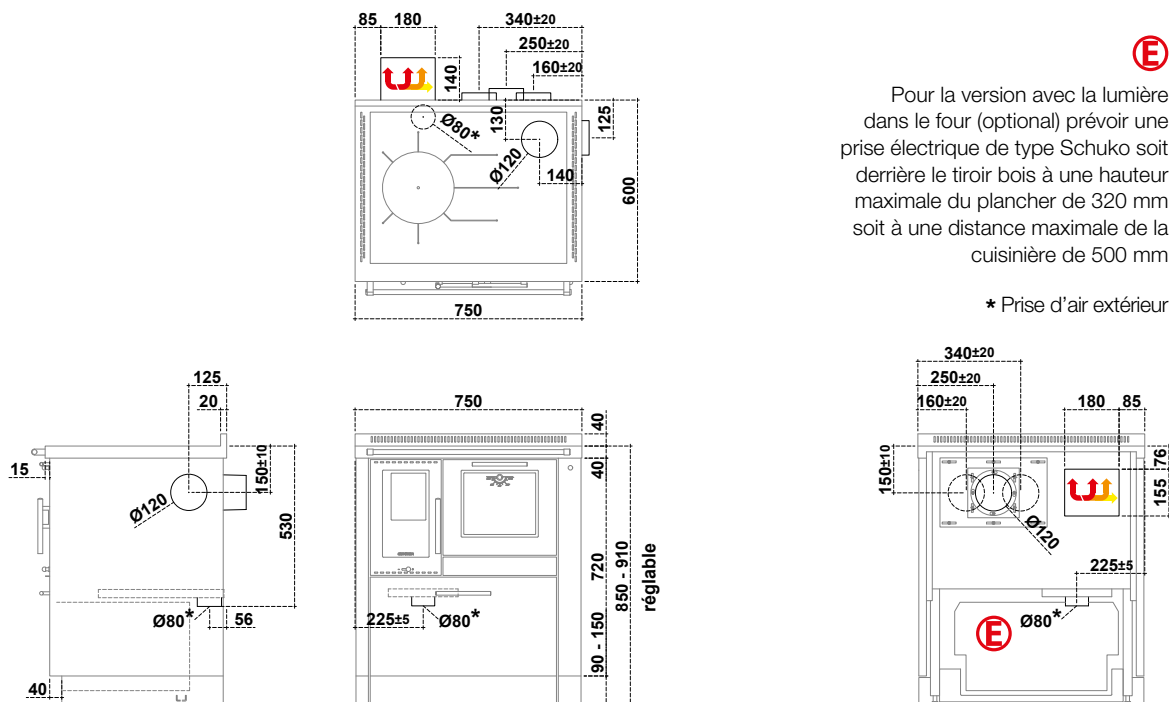 85 180 340±20
250±20
160±20
140
130
125
Ø80*
Ø120
140
600
750
E
Pour la version avec la lumière
dans le four (optional) prévoir une
prise électrique de type Schuko soit
derrière le tiroir bois à une hauteur
maximale du plancher de 320 mm
soit à une distance maximale de la
cuisinière de 500 mm
* Prise d’air extérieur
125
20
15
150±10
Ø120
530
Ø80*
56
40
750
40
40
720
850 - 910
réglable
225±5
Ø80*
90 - 150
340±20
250±20
160±20
180 85
150±10
76
155
Ø120
225±5
Ø80*
E